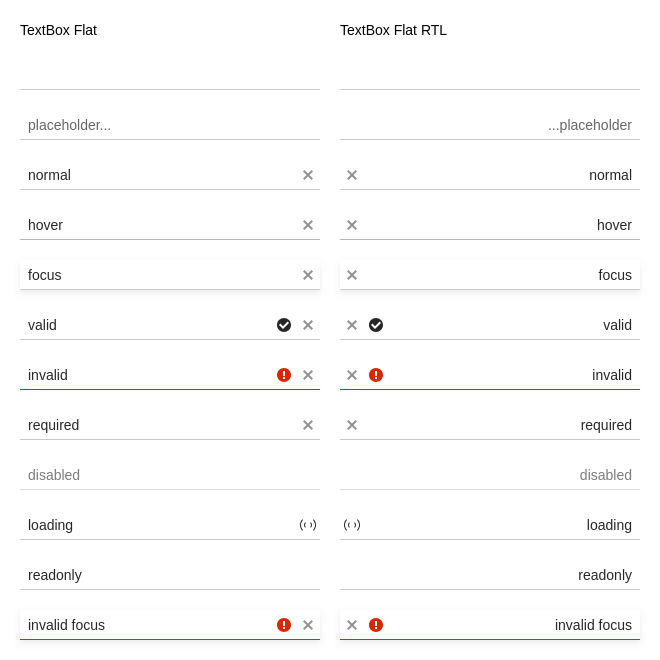 TextBox Flat
placeholder...
normal
hover
focus
valid
invalid
required
disabled
loading
readonly
invalid focus
TextBox Flat RTL
...placeholder
normal
hover
focus
valid
invalid
required
disabled
loading
readonly
invalid focus